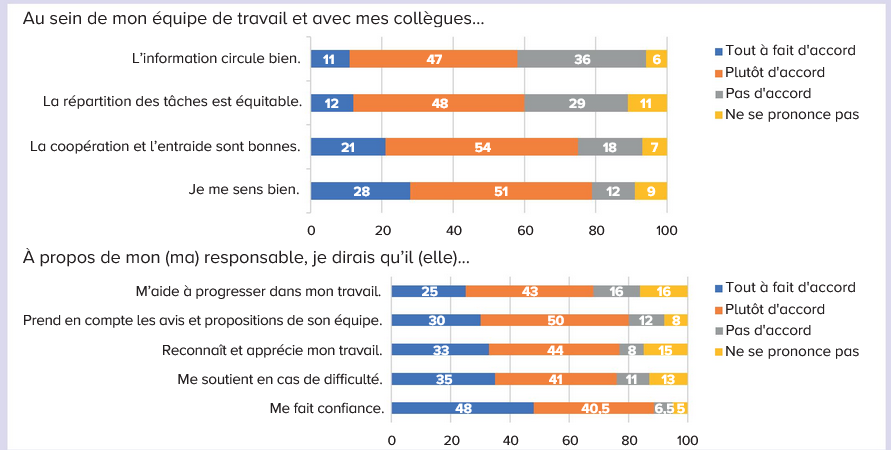 Au sein de mon équipe de travail et avec mes collègues...
L'information circule bien. 11 47 36 6
La répartition des tâches est équitable. 12 48 29 11
La coopération et l'entraide sont bonnes. 21 54 18 7
Je me sens bien. 28 51 12 9
0 20 40 60 80 100
Tout à fait d'accord
Plutôt d'accord
Pas d'accord
Ne se prononce pas
À propos de mon (ma) responsable, je dirais qu'il (elle)...
M'aide à progresser dans mon travail. 25 43 16 16
Prend en compte les avis et propositions de son équipe. 30 50 12 8
Reconnaît et apprécie mon travail. 33 44 8 15
Me soutient en cas de difficulté. 35 41 11 13
Me fait confiance. 48 40,5 6,5 5
0 20 40 60 80 100
Tout à fait d'accord
Plutôt d'accord
Pas d'accord
Ne se prononce pas